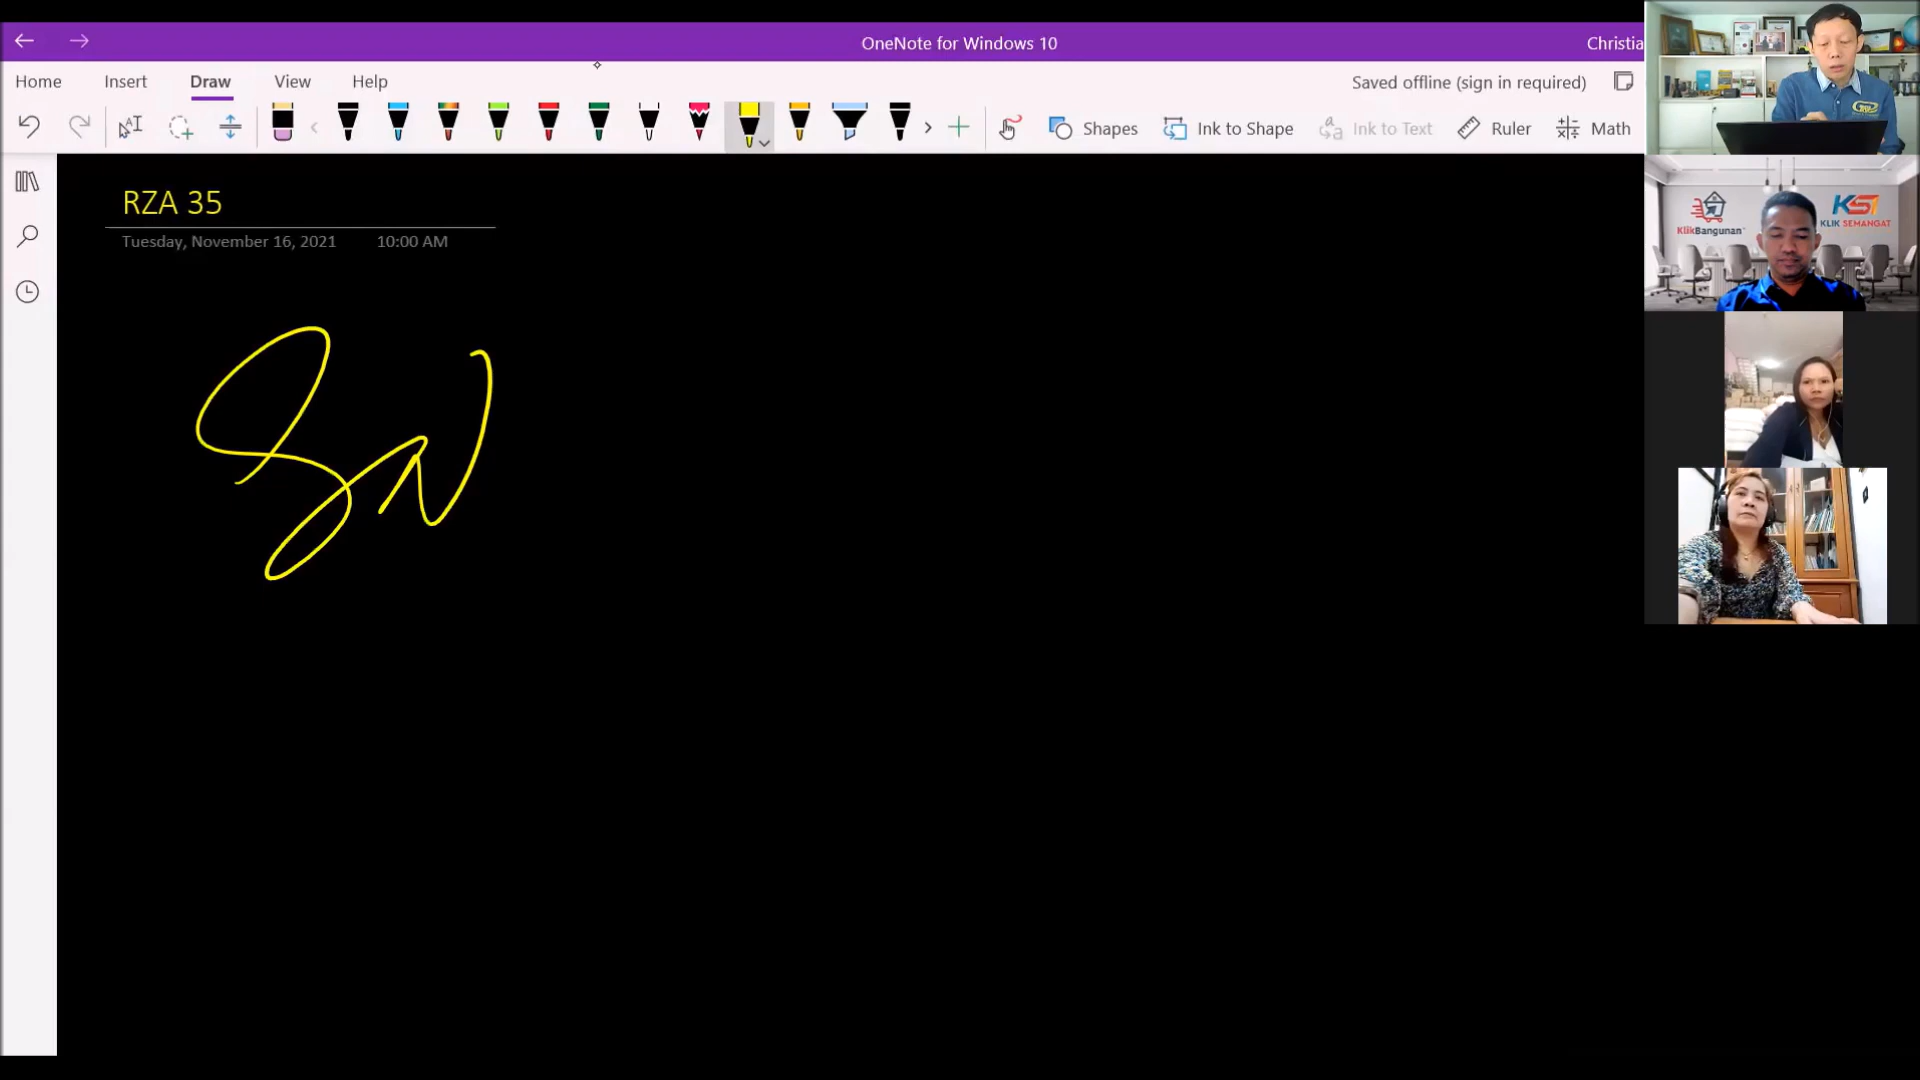 OneNote for Windows 10
Christia
Home Insert Draw View Help
Saved offline (sign in required)
Shapes Ink to Shape Ink to Text Ruler Math
RZA 35
Tuesday, November 16, 2021 10:00 AM
KlikBangunan
KSI
KLIK SEMANGAT